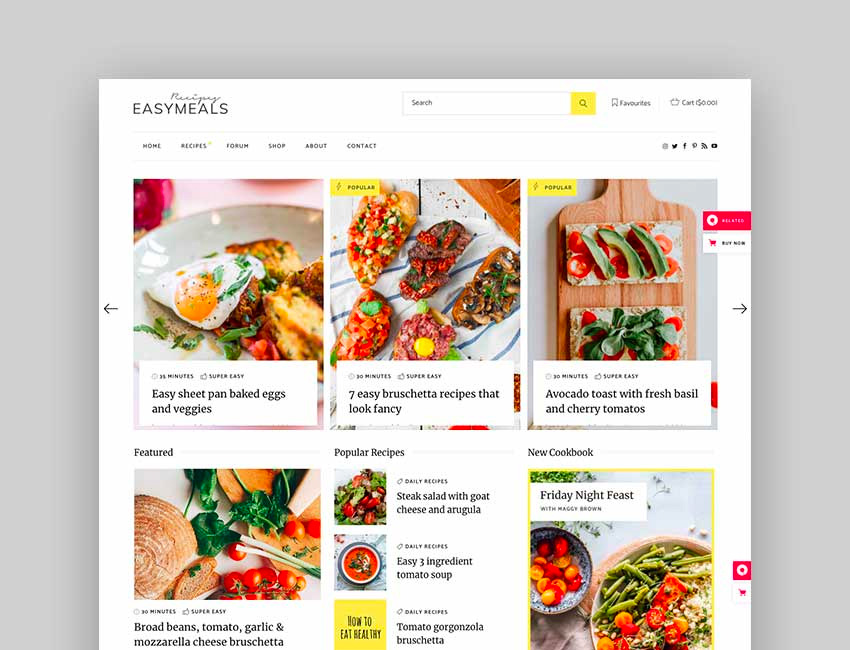 Recipes
EASYMEALS
Search
Favourites
Cart ($0.00)
HOME RECIPES FORUM SHOP ABOUT CONTACT
POPULAR
POPULAR
RELATED
BUY NOW
35 MINUTES SUPER EASY
Easy sheet pan baked eggs
and veggies
30 MINUTES SUPER EASY
7 easy bruschetta recipes that
look fancy
30 MINUTES SUPER EASY
Avocado toast with fresh basil
and cherry tomatos
Featured
30 MINUTES SUPER EASY
Broad beans, tomato, garlic &
mozzarella cheese bruschetta
Popular Recipes
DAILY RECIPES
Steak salad with goat
cheese and arugula
DAILY RECIPES
Easy 3 ingredient
tomato soup
HOW TO
EAT HEALTHY
DAILY RECIPES
Tomato gorgonzola
bruschetta
New Cookbook
Friday Night Feast
WITH MAGGY BROWN